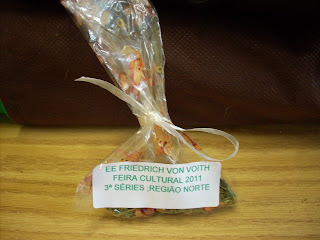 EE FRIEDRICH VON VOITH
FEIRA CULTURAL 2011
3ª SÉRIES ;REGIÃO NORTE